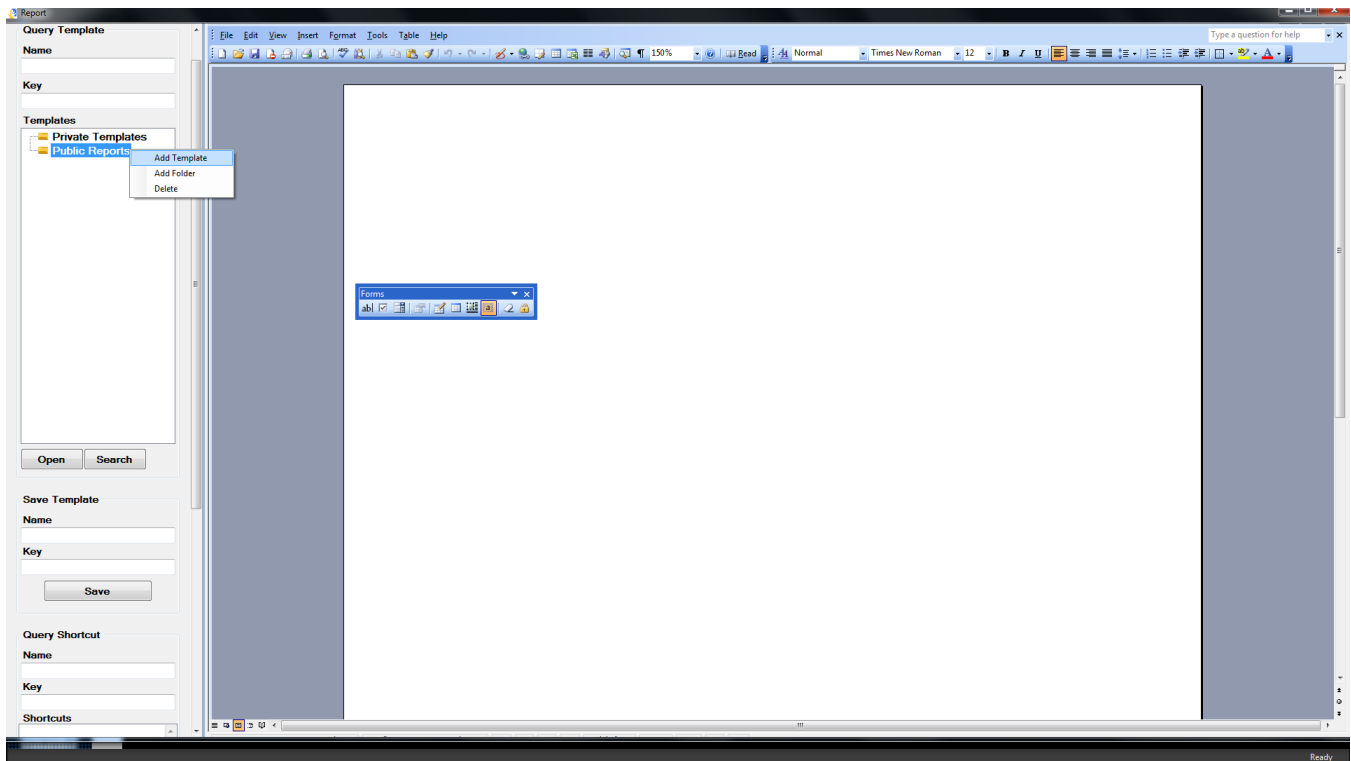 Report
Query Template
Name
Key
Templates
Private Templates
Public Reports
Add Template
Add Folder
Delete
Open Search
Save Template
Name
Key
Save
Query Shortcut
Name
Key
Shortcuts
File Edit View Insert Format Tools Table Help
Type a question for help
150% Read Normal Times New Roman 12 B I U A
Forms
ab|
Ready